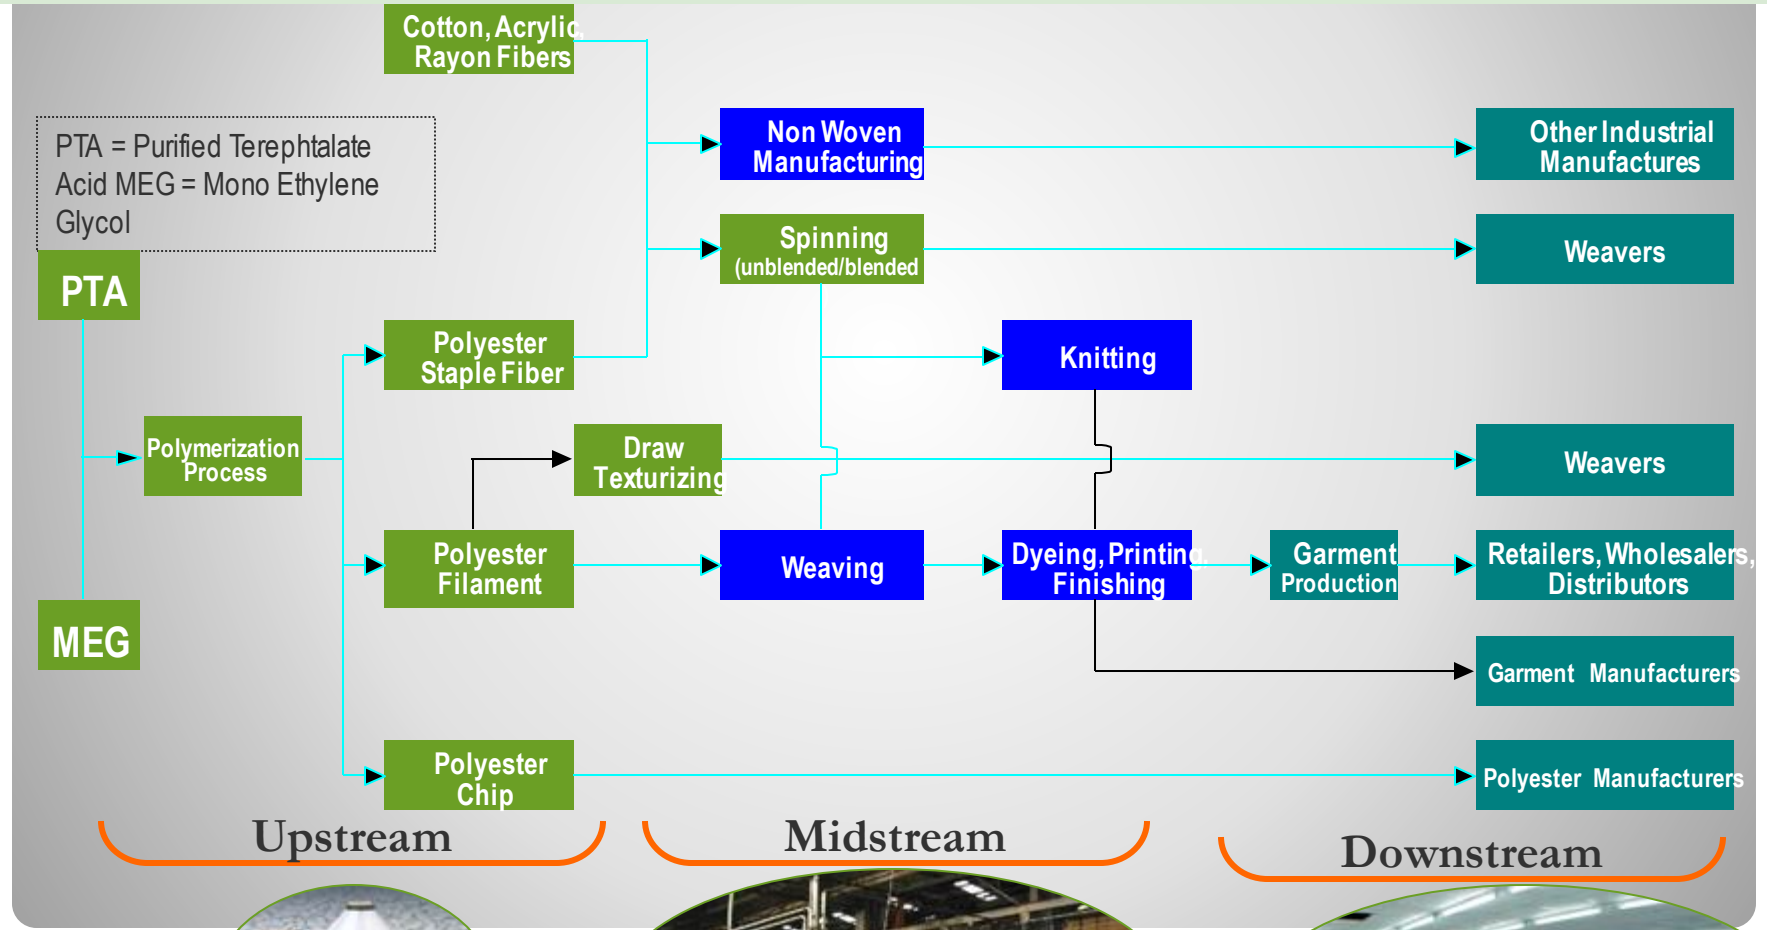 Cotton, Acrylic,
Rayon Fibers
PTA = Purified Terephtalate
Acid MEG = Mono Ethylene
Glycol
Non Woven
Manufacturing
Other Industrial
Manufactures
PTA
Spinning
(unblended/blended
Weavers
Polyester
Staple Fiber
Knitting
Polymerization
Process
Draw
Texturizing
Weavers
Polyester
Filament
Weaving
Dyeing, Printing,
Finishing
Garment
Production
Retailers, Wholesalers,
Distributors
MEG
Garment Manufacturers
Polyester
Chip
Polyester Manufacturers
Upstream
Midstream
Downstream